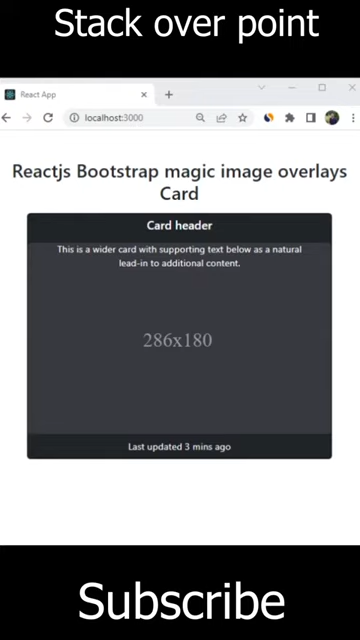 Stack over point
React App
localhost:3000
Reactjs Bootstrap magic image overlays
Card
Card header
This is a wider card with supporting text below as a natural
lead-in to additional content.
286x180
Last updated 3 mins ago
Subscribe